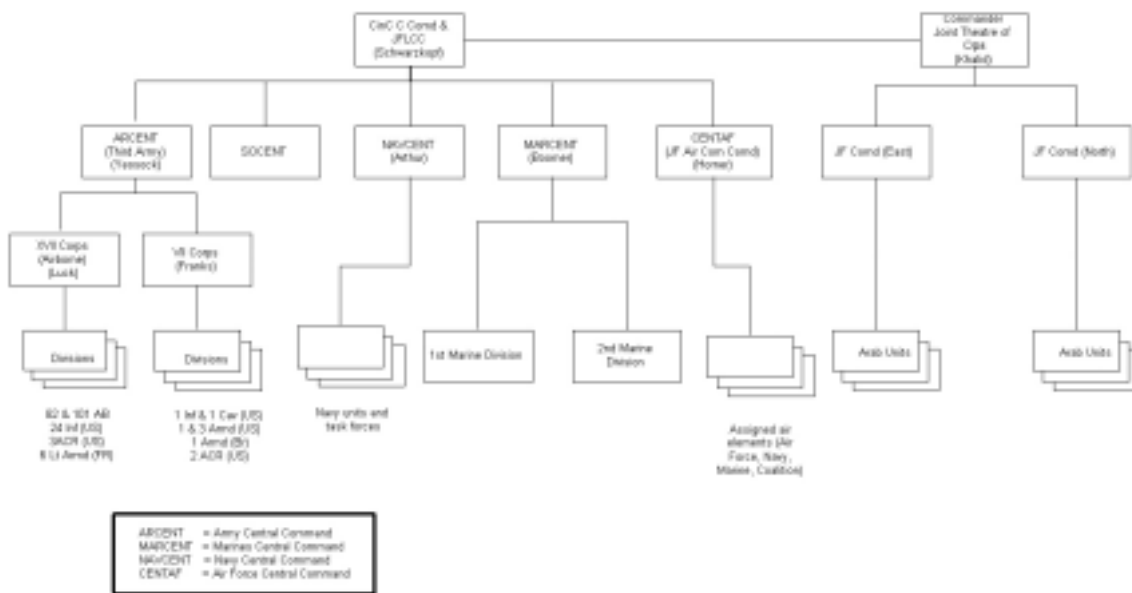 CinC C Comd &
JFLCC
(Schwarzkopf)
Commander
Joint Theatre of
Ops
(Khalid)
ARCENT
(Third Army)
(Yeosock)
SOCENT
NAVCENT
(Arthur)
MARCENT
(Boomer)
CENTAF
(JF Air Com Comd)
(Horner)
JF Comd (East)
JF Comd (North)
XVIII Corps
(Airborne)
(Luck)
VII Corps
(Franks)
Divisions
Divisions
1st Marine Division
2nd Marine
Division
Arab Units
Arab Units
82 & 101 AB
24 Inf (US)
3ACR (US)
6 Lt Armd (FR)
1 Inf & 1 Cav (US)
1 & 3 Armd (US)
1 Armd (Br)
2 ACR (US)
Navy units and
task forces
Assigned air
elements (Air
Force, Navy,
Marine, Coalition)
ARCENT = Army Central Command
MARCENT = Marines Central Command
NAVCENT = Navy Central Command
CENTAF = Air Force Central Command